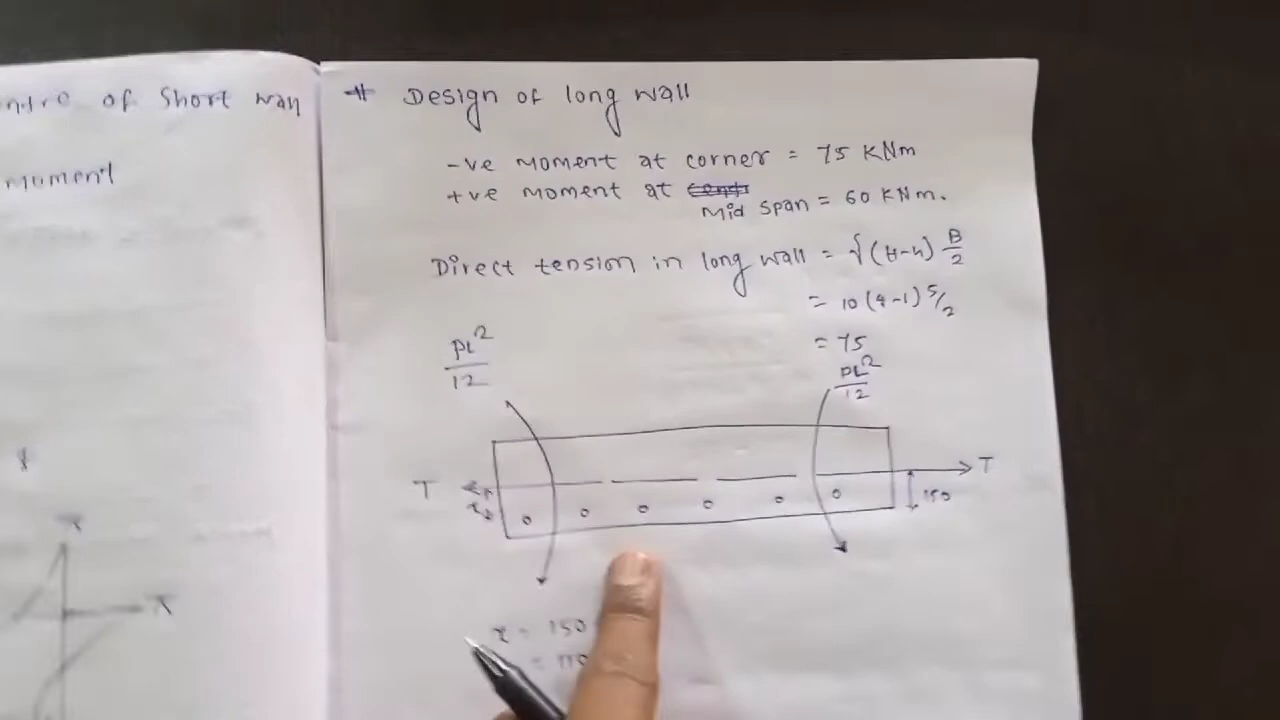 ntre of short wall
moment
# Design of long wall
-ve moment at corner = 75 KNm
+ve moment at
Mid span = 60 KNm.
Direct tension in long wall = √(H-h) B/2
= 10(4-1) 5/2
= 75
PL²/12
PL²/12
T
T
x
150
x = 150
= 110